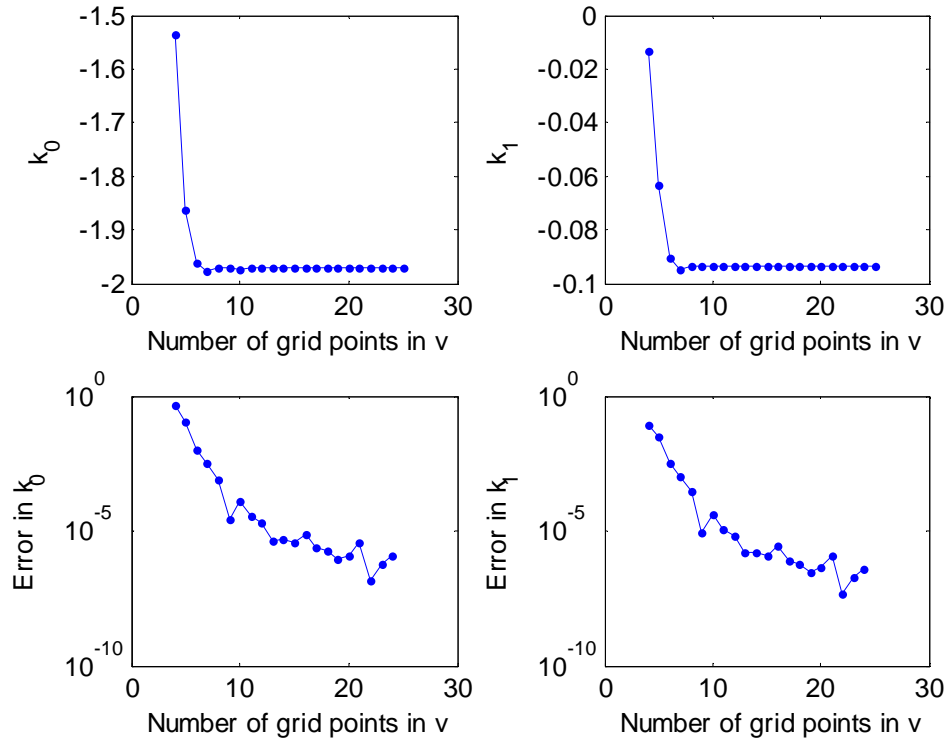 -1.5
-1.6
-1.7
-1.8
-1.9
-2
k0
0 10 20 30
Number of grid points in v
0
-0.02
-0.04
-0.06
-0.08
-0.1
k1
0 10 20 30
Number of grid points in v
10^0
10^-5
10^-10
Error in k0
0 10 20 30
Number of grid points in v
10^0
10^-5
10^-10
Error in k1
0 10 20 30
Number of grid points in v